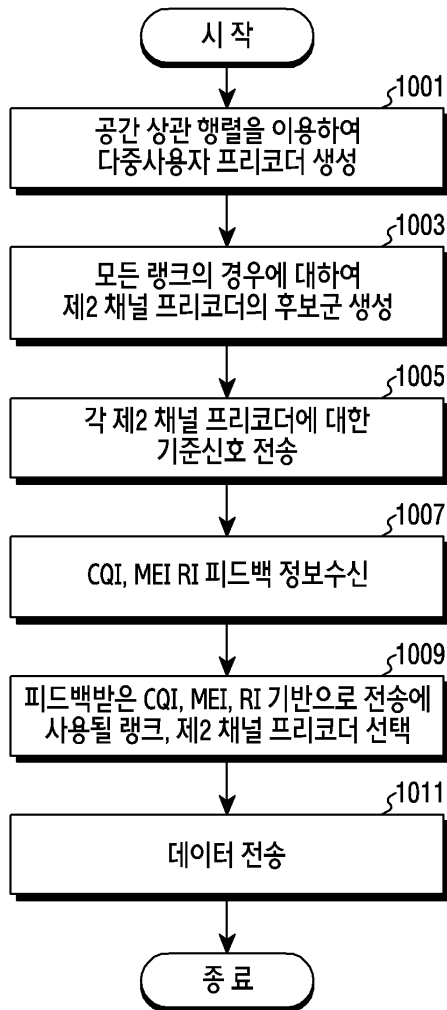 시 작
1001
공간 상관 행렬을 이용하여
다중사용자 프리코더 생성
1003
모든 랭크의 경우에 대하여
제2 채널 프리코더의 후보군 생성
1005
각 제2 채널 프리코더에 대한
기준신호 전송
1007
CQI, MEI RI 피드백 정보수신
1009
피드백받은 CQI, MEI, RI 기반으로 전송에
사용될 랭크, 제2 채널 프리코더 선택
1011
데이터 전송
종 료